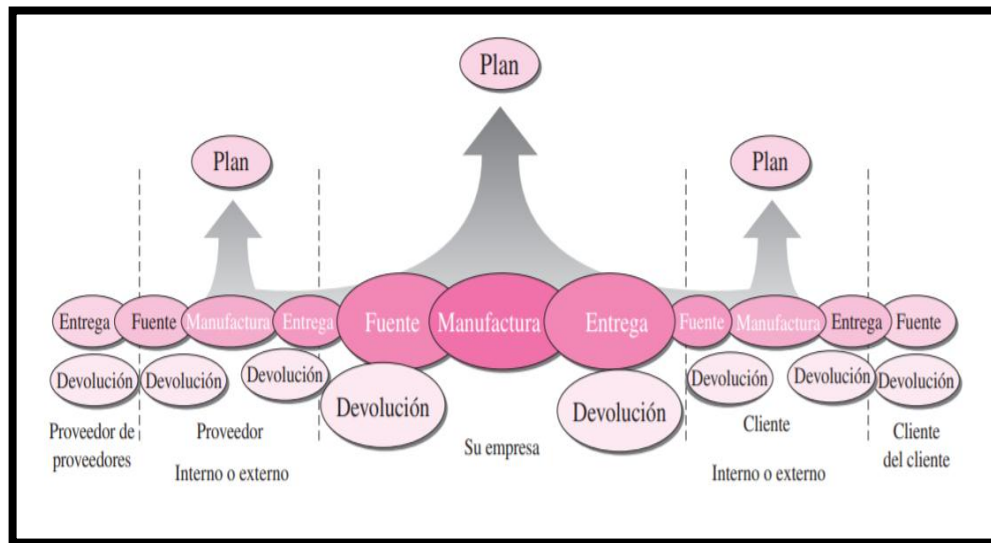 Plan
Plan
Plan
Entrega
Fuente
Manufactura
Entrega
Fuente
Manufactura
Entrega
Fuente
Manufactura
Entrega
Fuente
Devolución
Devolución
Devolución
Devolución
Devolución
Devolución
Devolución
Devolución
Proveedor de
proveedores
Proveedor
Interno o externo
Su empresa
Cliente
Interno o externo
Cliente
del cliente